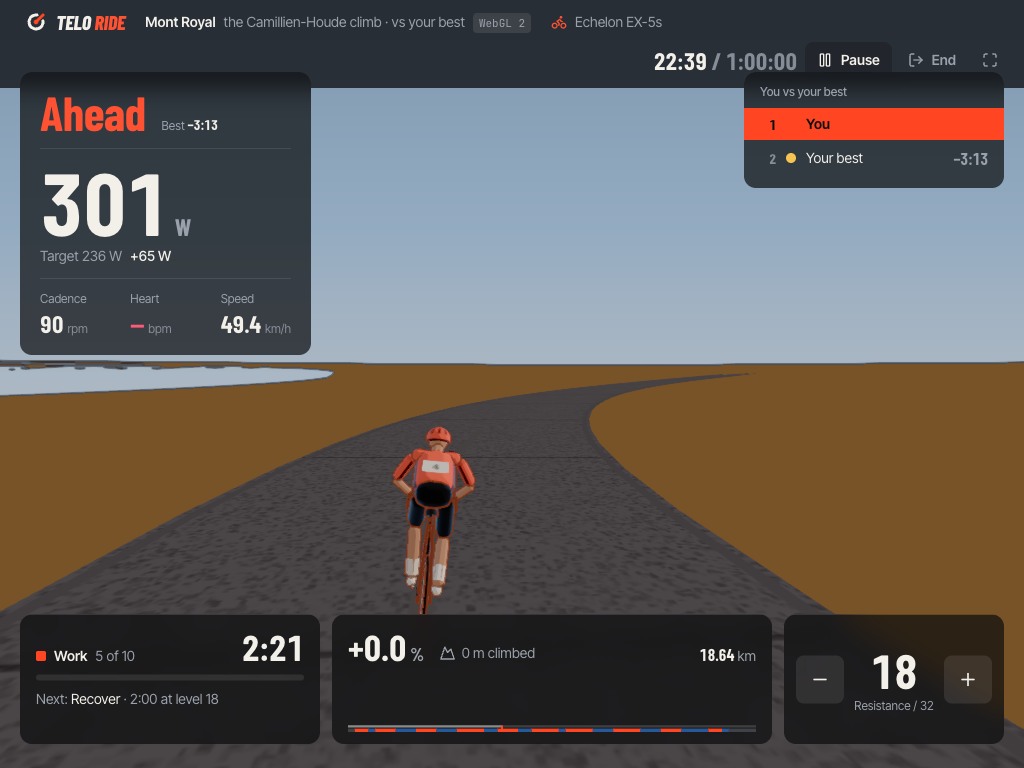 TELO RIDE Mont Royal the Camillien-Houde climb · vs your best WebGL 2 Echelon EX-5s
22:39 / 1:00:00 Pause End
Ahead Best −3:13
301 W
Target 236 W +65 W
Cadence Heart Speed
90 rpm – bpm 49.4 km/h
You vs your best
1 You
2 Your best −3:13
Work 5 of 10 2:21
Next: Recover · 2:00 at level 18
+0.0 % 0 m climbed 18.64 km
− 18 +
Resistance / 32